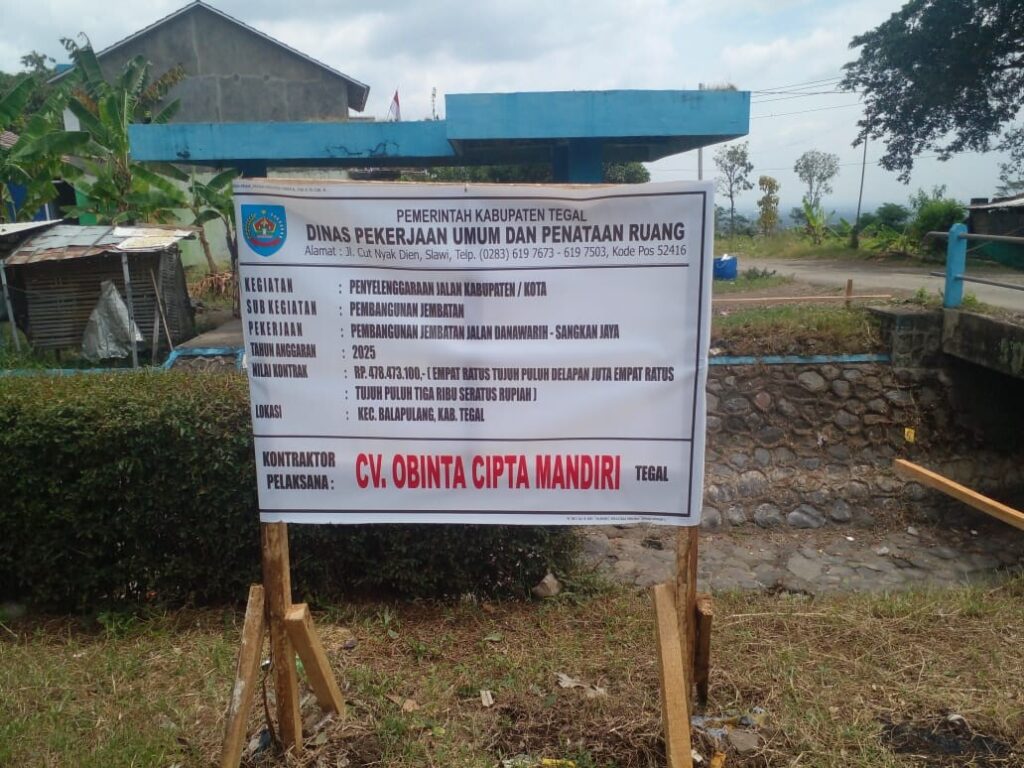 PEMERINTAH KABUPATEN TEGAL
DINAS PEKERJAAN UMUM DAN PENATAAN RUANG
Alamat : Jl. Cut Nyak Dien, Slawi, Telp. (0283) 619 7673 - 619 7503, Kode Pos 52416
KEGIATAN : PENYELENGGARAAN JALAN KABUPATEN / KOTA
SUB KEGIATAN : PEMBANGUNAN JEMBATAN
PEKERJAAN : PEMBANGUNAN JEMBATAN JALAN DANAWARIH - SANGKAN JAYA
TAHUN ANGGARAN : 2025
NILAI KONTRAK : RP. 478.473.100,- ( EMPAT RATUS TUJUH PULUH DELAPAN JUTA EMPAT RATUS
: TUJUH PULUH TIGA RIBU SERATUS RUPIAH )
LOKASI : KEC. BALAPULANG, KAB. TEGAL
KONTRAKTOR PELAKSANA : CV. OBINTA CIPTA MANDIRI TEGAL